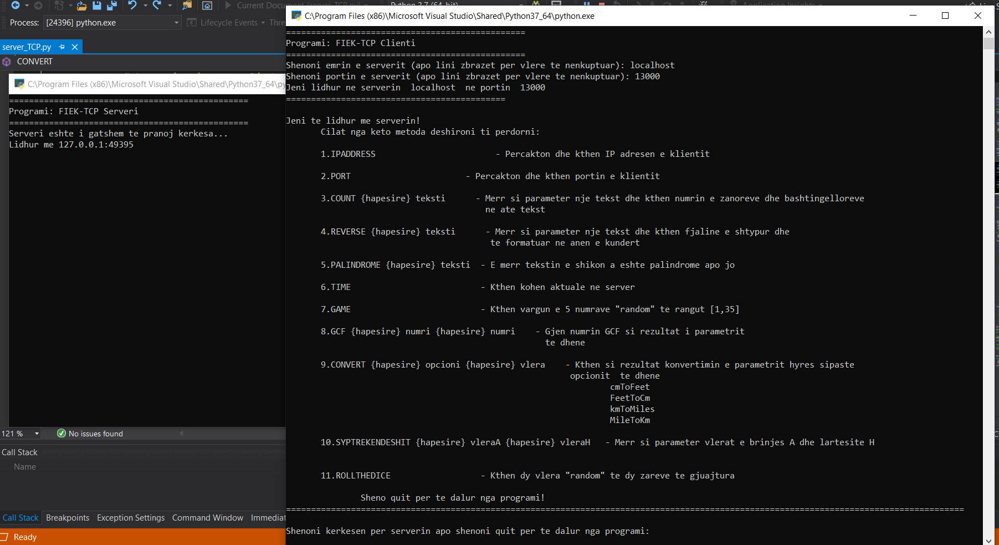 Current Document (server_TCP.py)
Python 3.7 (64-bit)
Application Insights
Process: [24396] python.exe
Lifecycle Events
server_TCP.py
CONVERT
C:\Program Files (x86)\Microsoft Visual Studio\Shared\Python37_64\py
================================================
Programi: FIEK-TCP Serveri
================================================
Serveri eshte i gatshem te pranoj kerkesa...
Lidhur me 127.0.0.1:49395
121 %
No issues found
Call Stack
Name
Call Stack
Breakpoints
Exception Settings
Command Window
Immediat
Ready
C:\Program Files (x86)\Microsoft Visual Studio\Shared\Python37_64\python.exe
================================================
Programi: FIEK-TCP Clienti
================================================
Shenoni emrin e serverit (apo lini zbrazet per vlere te nenkuptuar): localhost
Shenoni portin e serverit (apo lini zbrazet per vlere te nenkuptuar): 13000
Jeni lidhur ne serverin  localhost  ne portin  13000
============================================
Jeni te lidhur me serverin!
Cilat nga keto metoda deshironi ti perdorni:
1.IPADDRESS - Percakton dhe kthen IP adresen e klientit
2.PORT - Percakton dhe kthen portin e klientit
3.COUNT {hapesire} teksti - Merr si parameter nje tekst dhe kthen numrin e zanoreve dhe bashtingelloreve
ne ate tekst
4.REVERSE {hapesire} teksti - Merr si parameter nje tekst dhe kthen fjaline e shtypur dhe
te formatuar ne anen e kundert
5.PALINDROME {hapesire} teksti - E merr tekstin e shikon a eshte palindrome apo jo
6.TIME - Kthen kohen aktuale ne server
7.GAME - Kthen vargun e 5 numrave "random" te rangut [1,35]
8.GCF {hapesire} numri {hapesire} numri - Gjen numrin GCF si rezultat i parametrit
te dhene
9.CONVERT {hapesire} opcioni {hapesire} vlera - Kthen si rezultat konvertimin e parametrit hyres sipaste
opcionit  te dhene
cmToFeet
FeetToCm
kmToMiles
MileToKm
10.SYPTREKENDESHIT {hapesire} vleraA {hapesire} vleraH - Merr si parameter vlerat e brinjes A dhe lartesite H
11.ROLLTHEDICE - Kthen dy vlera "random" te dy zareve te gjuajtura
Sheno quit per te dalur nga programi!
========================================================================================================================================
Shenoni kerkesen per serverin apo shenoni quit per te dalur nga programi: